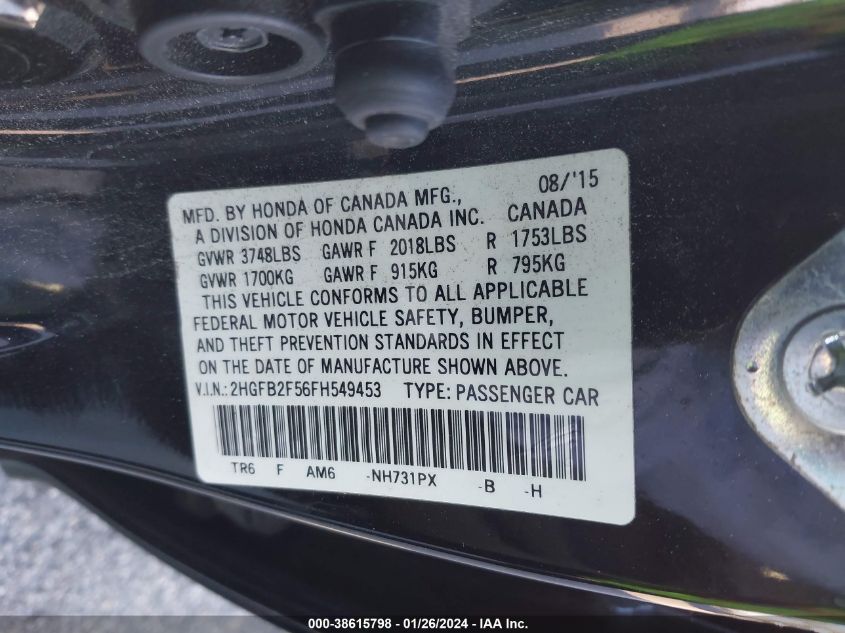 08/'15
MFD. BY HONDA OF CANADA MFG.,
A DIVISION OF HONDA CANADA INC. CANADA
GVWR 3748LBS GAWR F 2018LBS R 1753LBS
GVWR 1700KG GAWR F 915KG R 795KG
THIS VEHICLE CONFORMS TO ALL APPLICABLE
FEDERAL MOTOR VEHICLE SAFETY, BUMPER,
AND THEFT PREVENTION STANDARDS IN EFFECT
ON THE DATE OF MANUFACTURE SHOWN ABOVE.
V.I.N.: 2HGFB2F56FH549453 TYPE: PASSENGER CAR
TR6 F AM6 -NH731PX -B -H
000-38615798 - 01/26/2024 - IAA Inc.